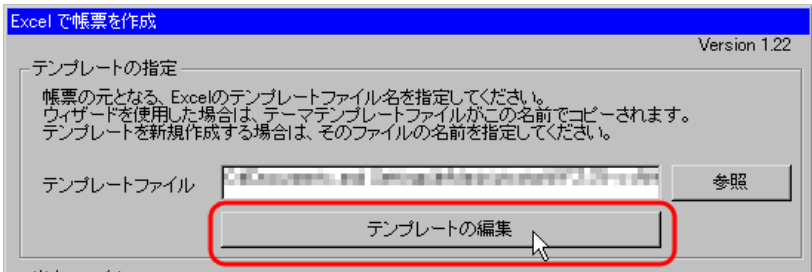 Excel で帳票を作成
Version 1.22
テンプレートの指定
帳票の元となる、Excelのテンプレートファイル名を指定してください。
ウィザードを使用した場合は、テーマテンプレートファイルがこの名前でコピーされます。
テンプレートを新規作成する場合は、そのファイルの名前を指定してください。
テンプレートファイル
参照
テンプレートの編集